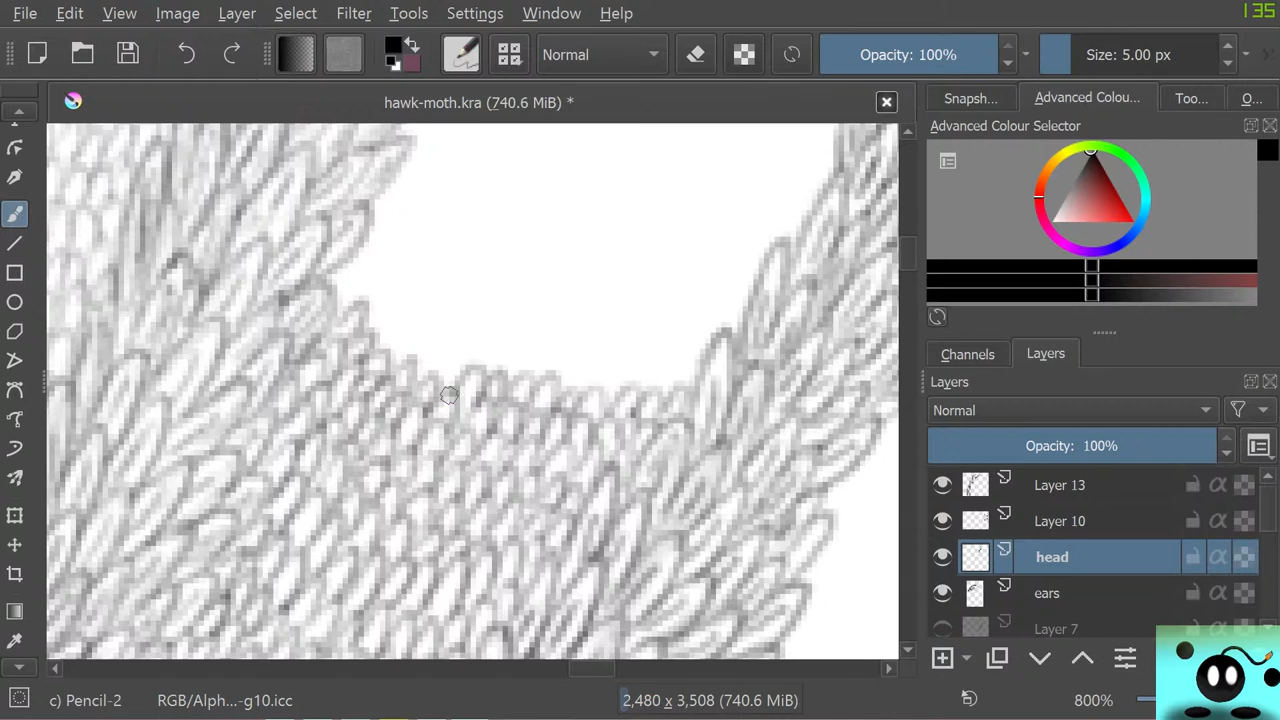 File Edit View Image Layer Select Filter Tools Settings Window Help
135
Normal
Opacity: 100%
Size: 5.00 px
hawk-moth.kra (740.6 MiB) *
Snapsh... Advanced Colou... Too... O...
Advanced Colour Selector
Channels Layers
Layers
Normal
Opacity: 100%
Layer 13
Layer 10
head
ears
Layer 7
c) Pencil-2
RGB/Alph...-g10.icc
2,480 x 3,508 (740.6 MiB)
800%